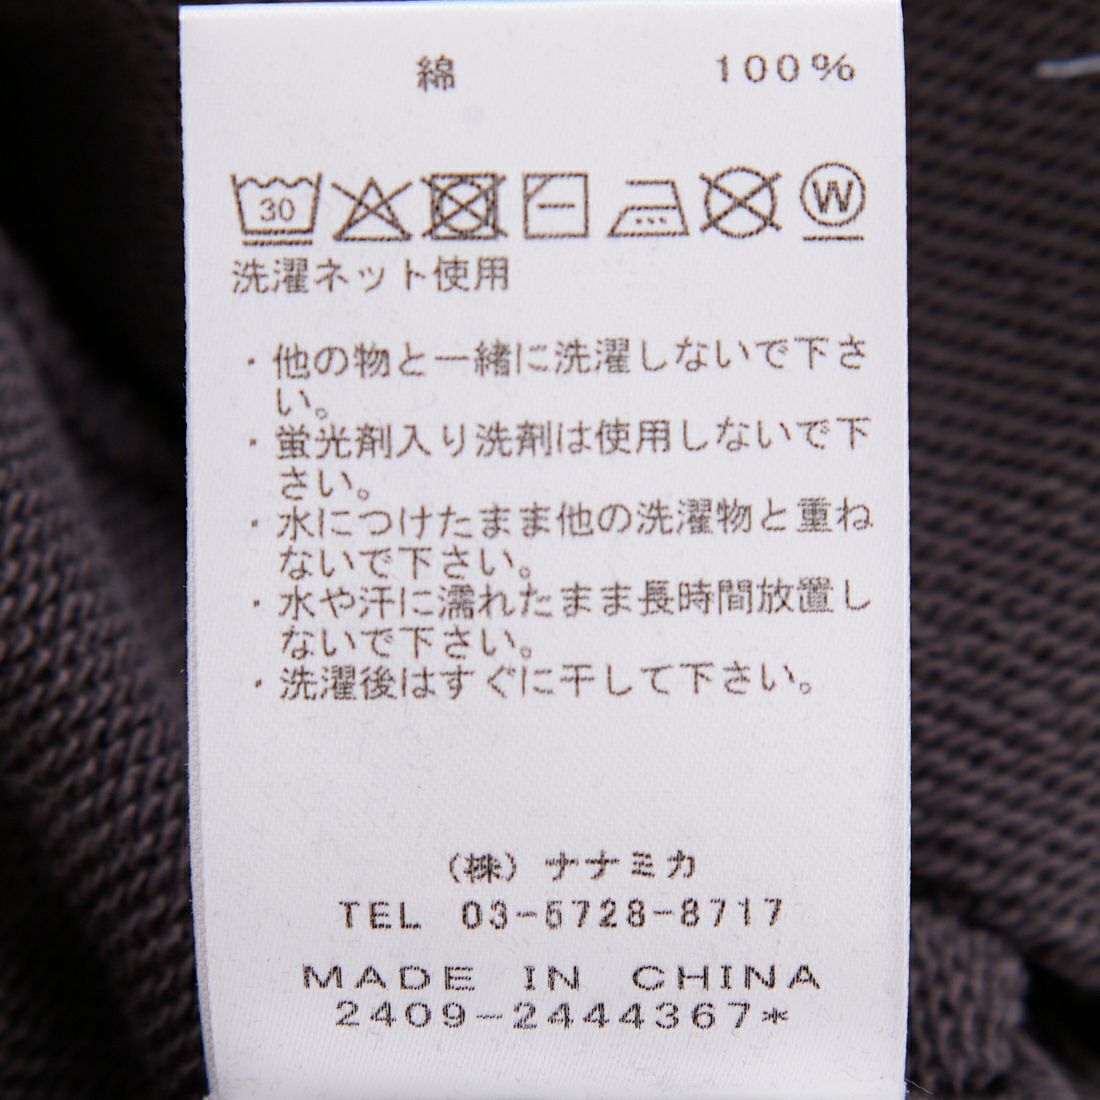 綿 100%
30 W
洗濯ネット使用
・他の物と一緒に洗濯しないで下さ
い。
・蛍光剤入り洗剤は使用しないで下
さい。
・水につけたまま他の洗濯物と重ね
ないで下さい。
・水や汗に濡れたまま長時間放置し
ないで下さい。
・洗濯後はすぐに干して下さい。
(株)ナナミカ
TEL 03-5728-8717
MADE IN CHINA
2409-2444367*